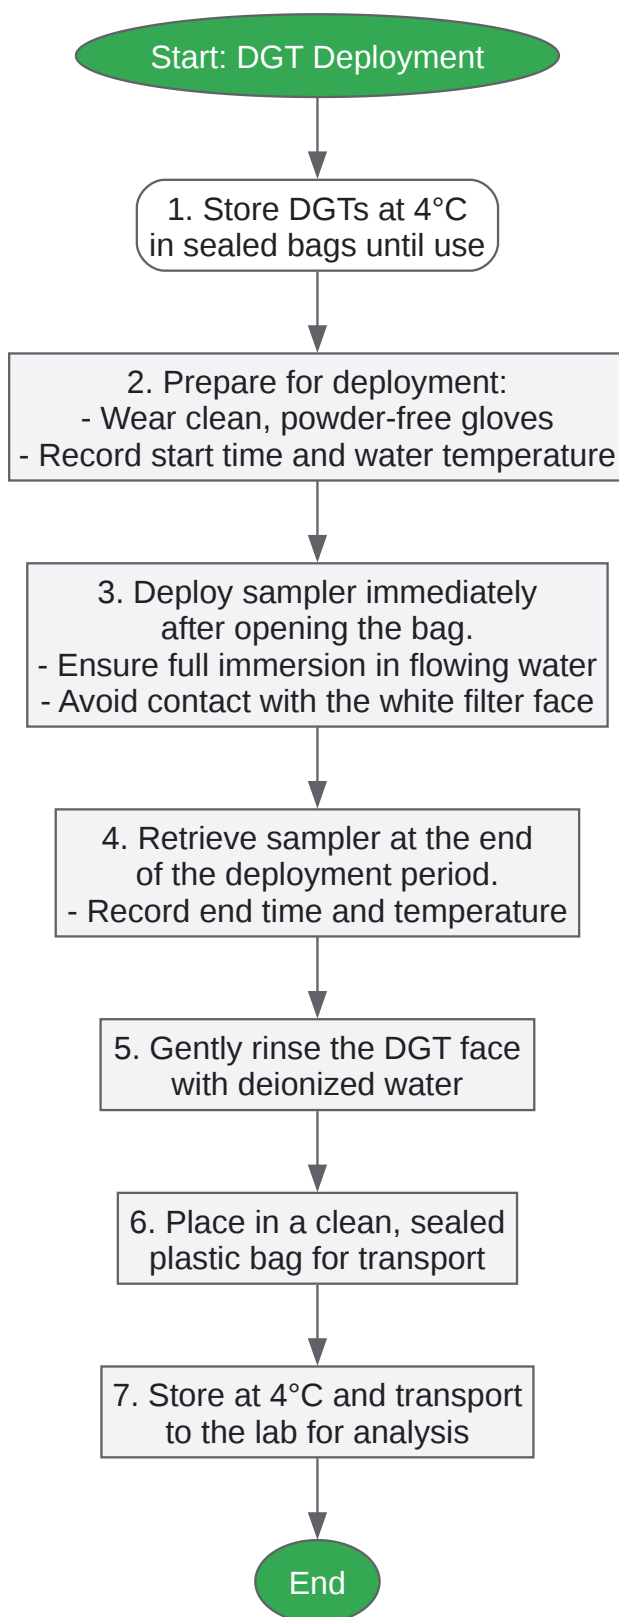 Start: DGT Deployment
1. Store DGTs at 4°C
in sealed bags until use
2. Prepare for deployment:
- Wear clean, powder-free gloves
- Record start time and water temperature
3. Deploy sampler immediately
after opening the bag.
- Ensure full immersion in flowing water
- Avoid contact with the white filter face
4. Retrieve sampler at the end
of the deployment period.
- Record end time and temperature
5. Gently rinse the DGT face
with deionized water
6. Place in a clean, sealed
plastic bag for transport
7. Store at 4°C and transport
to the lab for analysis
End